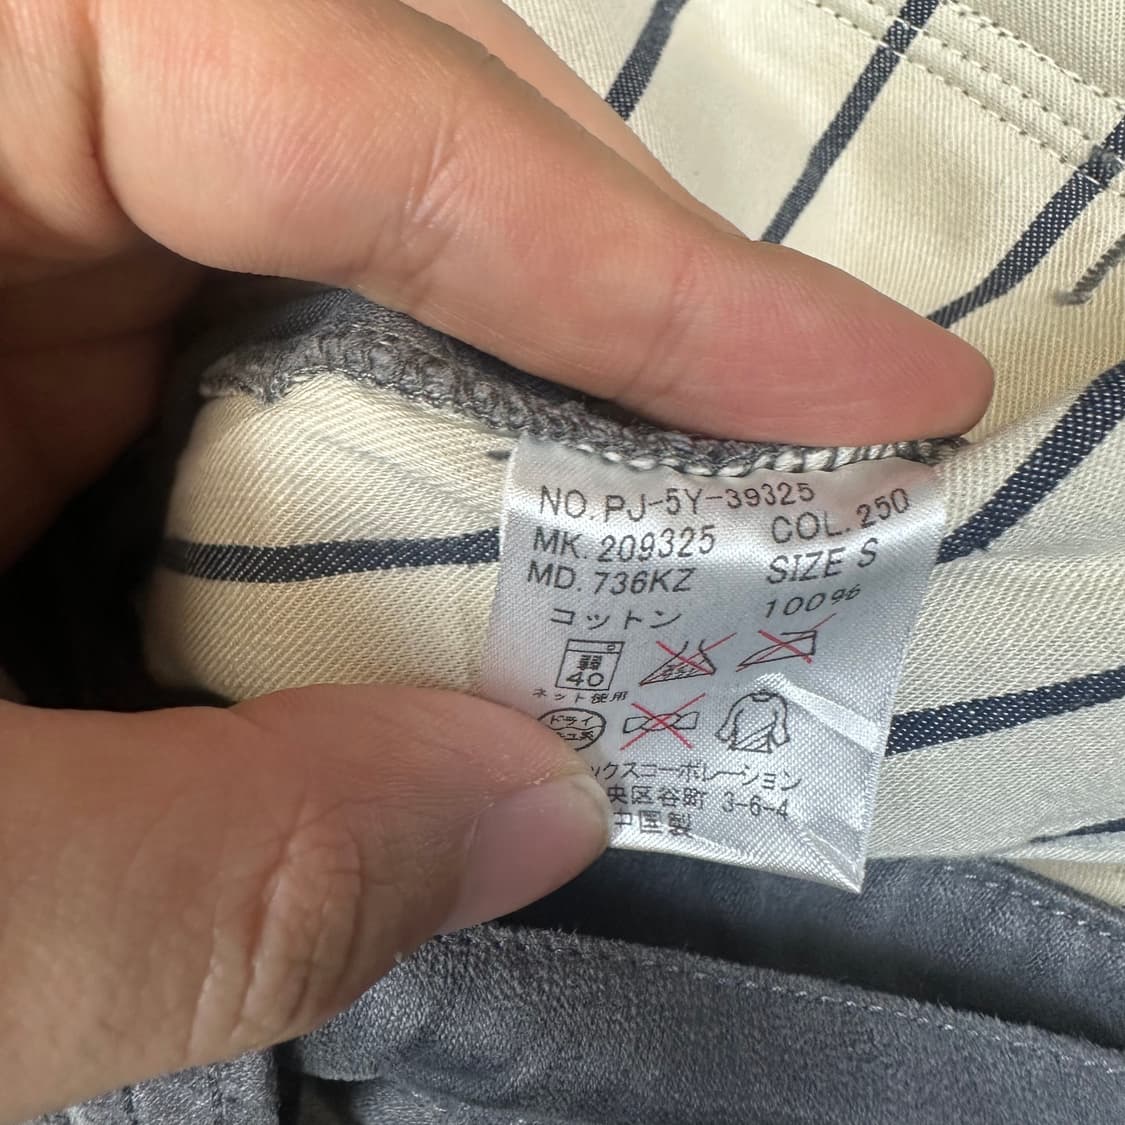 NO. PJ-5Y-39325
MK. 209325 COL. 250
MD. 736KZ SIZE S
コットン 100%
弱
40
ネット使用
ドライ
ックスコーポレーション
央区谷町 3-6-4
中国製